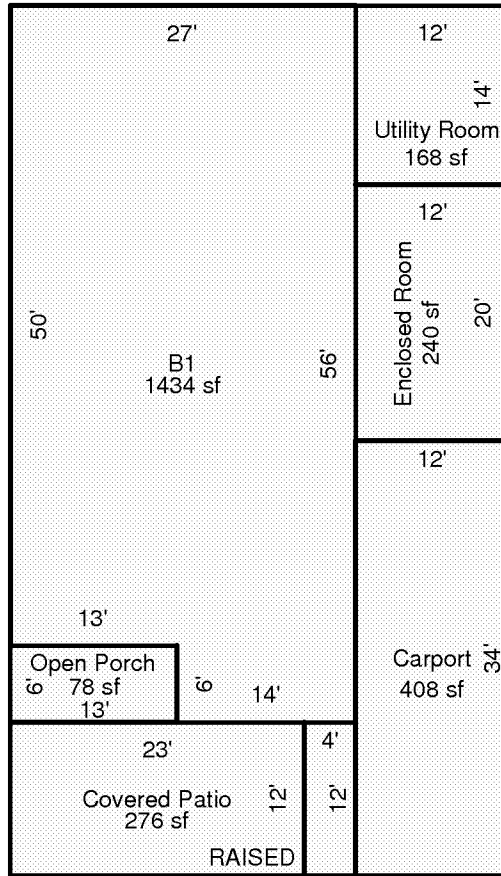 27'
12'
14'
Utility Room
168 sf
12'
Enclosed Room
240 sf
20'
50'
56'
B1
1434 sf
12'
13'
Open Porch
78 sf
6'
13'
6'
14'
Carport
408 sf
34'
23'
4'
Covered Patio
276 sf
12'
12'
RAISED